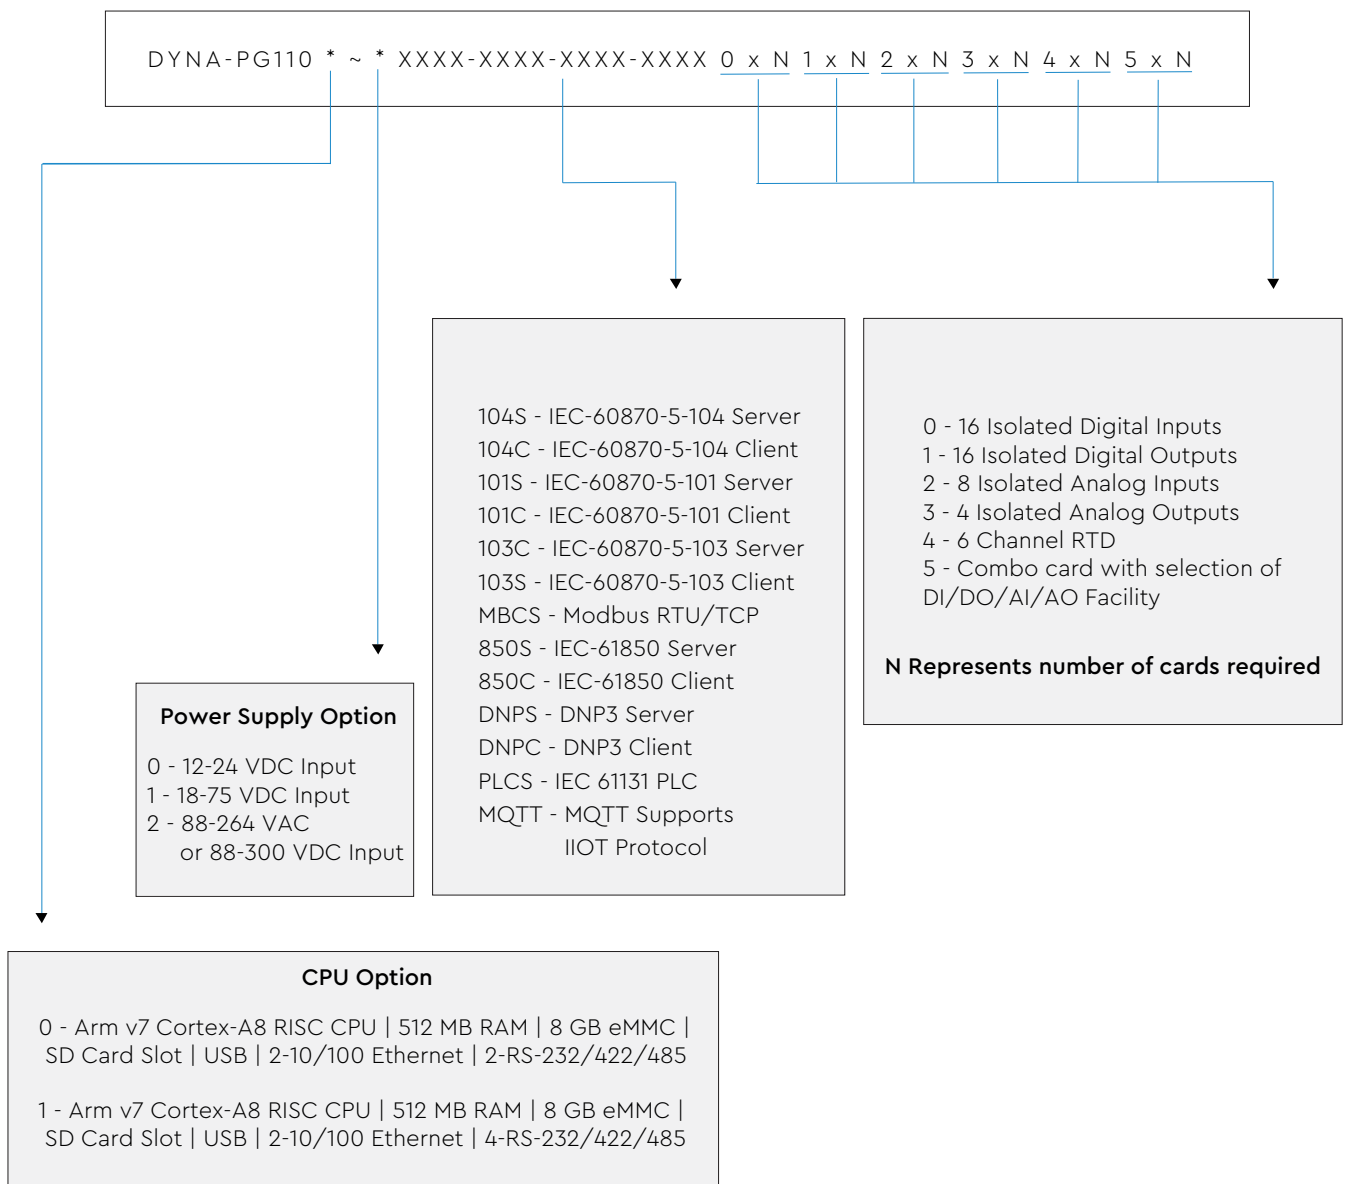 DYNA-PG110 * ~ * XXXX-XXXX-XXXX-XXXX 0 x N 1 x N 2 x N 3 x N 4 x N 5 x N
104S - IEC-60870-5-104 Server
104C - IEC-60870-5-104 Client
101S - IEC-60870-5-101 Server
101C - IEC-60870-5-101 Client
103C - IEC-60870-5-103 Server
103S - IEC-60870-5-103 Client
MBCS - Modbus RTU/TCP
850S - IEC-61850 Server
850C - IEC-61850 Client
DNPS - DNP3 Server
DNPC - DNP3 Client
PLCS - IEC 61131 PLC
MQTT - MQTT Supports
IIOT Protocol
0 - 16 Isolated Digital Inputs
1 - 16 Isolated Digital Outputs
2 - 8 Isolated Analog Inputs
3 - 4 Isolated Analog Outputs
4 - 6 Channel RTD
5 - Combo card with selection of
DI/DO/AI/AO Facility
N Represents number of cards required
Power Supply Option
0 - 12-24 VDC Input
1 - 18-75 VDC Input
2 - 88-264 VAC
or 88-300 VDC Input
CPU Option
0 - Arm v7 Cortex-A8 RISC CPU | 512 MB RAM | 8 GB eMMC |
SD Card Slot | USB | 2-10/100 Ethernet | 2-RS-232/422/485
1 - Arm v7 Cortex-A8 RISC CPU | 512 MB RAM | 8 GB eMMC |
SD Card Slot | USB | 2-10/100 Ethernet | 4-RS-232/422/485